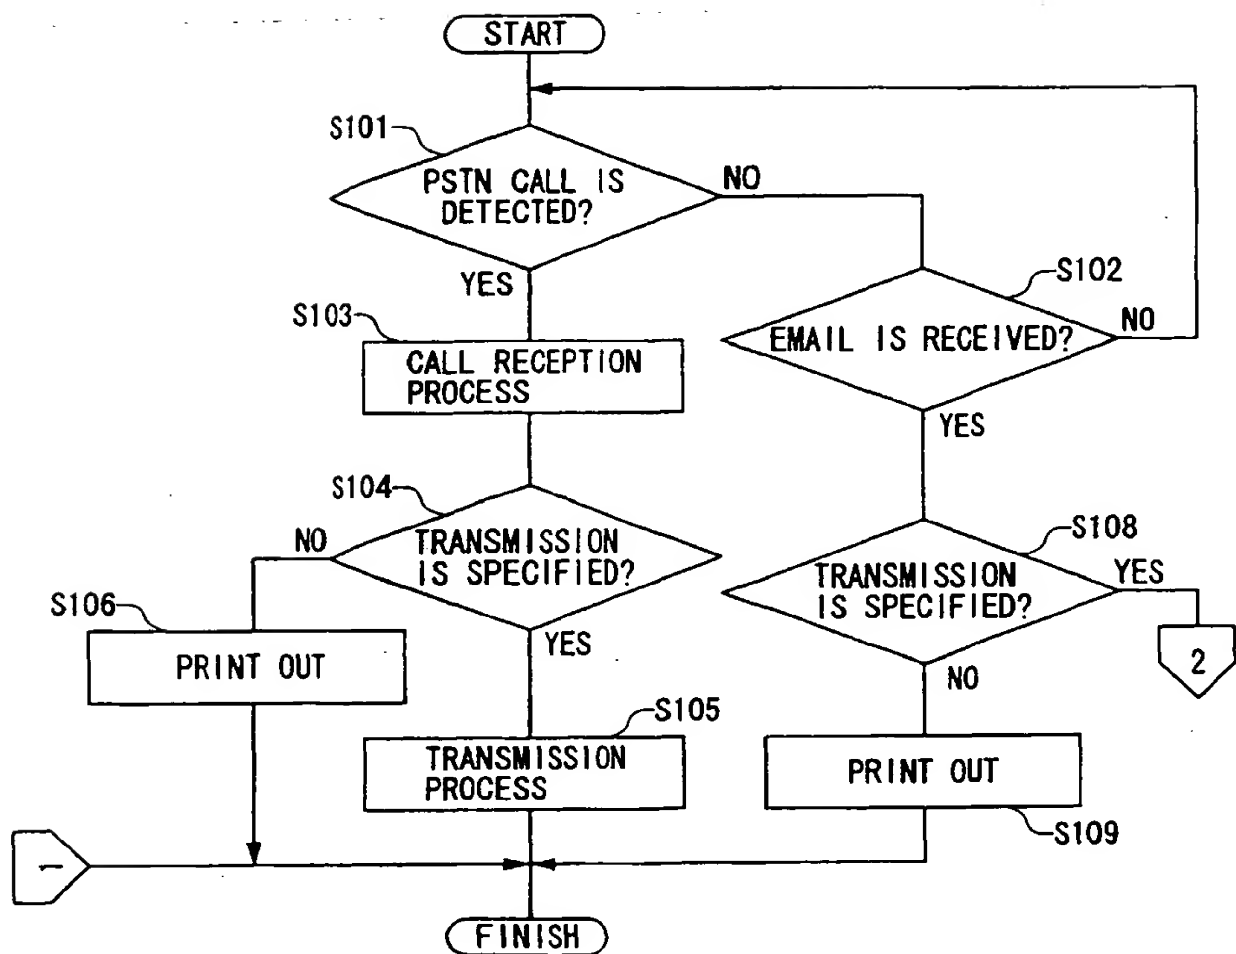 START
S101
PSTN CALL IS
DETECTED?
NO
YES
S102
EMAIL IS RECEIVED?
NO
YES
S103
CALL RECEPTION
PROCESS
S104
TRANSMISSION
IS SPECIFIED?
NO
YES
S108
TRANSMISSION
IS SPECIFIED?
YES
NO
2
S106
PRINT OUT
S105
TRANSMISSION
PROCESS
PRINT OUT
S109
1
FINISH